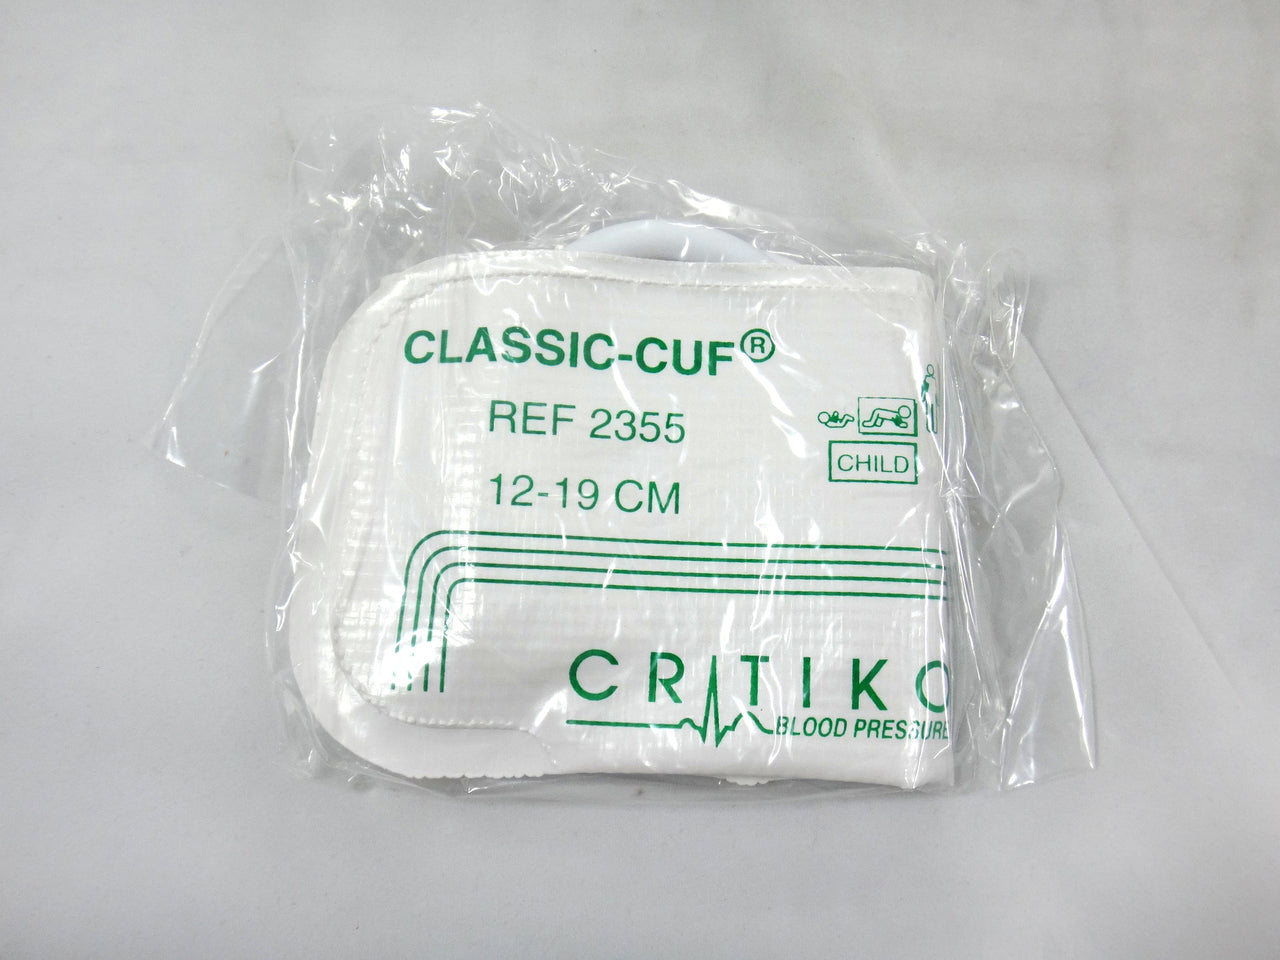 CLASSIC-CUF®
REF 2355
12-19 CM
CHILD
CRITIKO
BLOOD PRESSURE